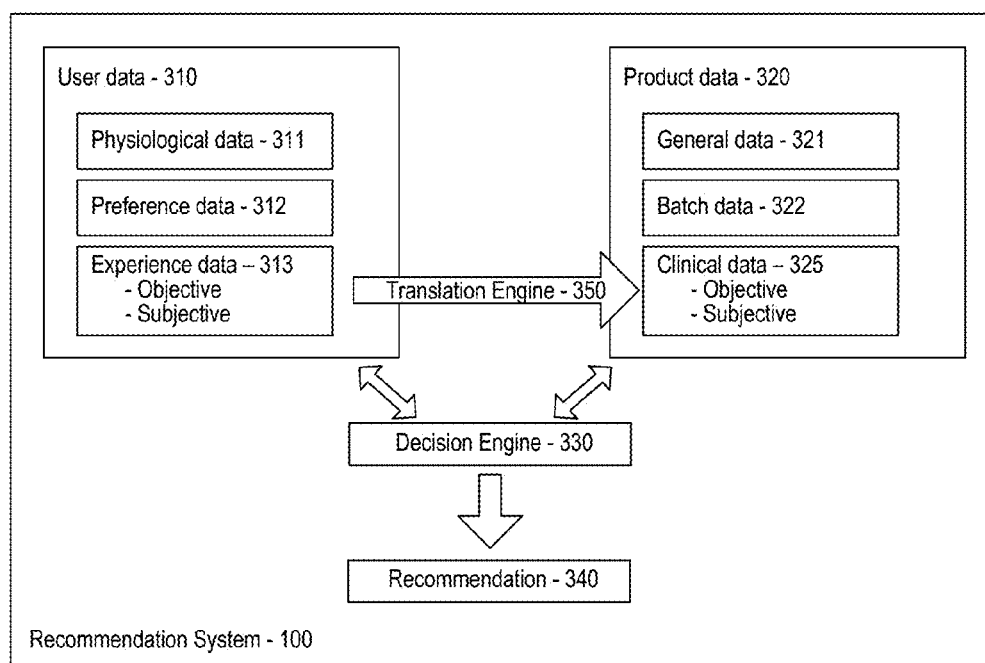 User data - 310
Physiological data - 311
Preference data - 312
Experience data – 313
- Objective
- Subjective
Translation Engine - 350
Product data - 320
General data - 321
Batch data - 322
Clinical data - 325
- Objective
- Subjective
Decision Engine - 330
Recommendation - 340
Recommendation System - 100